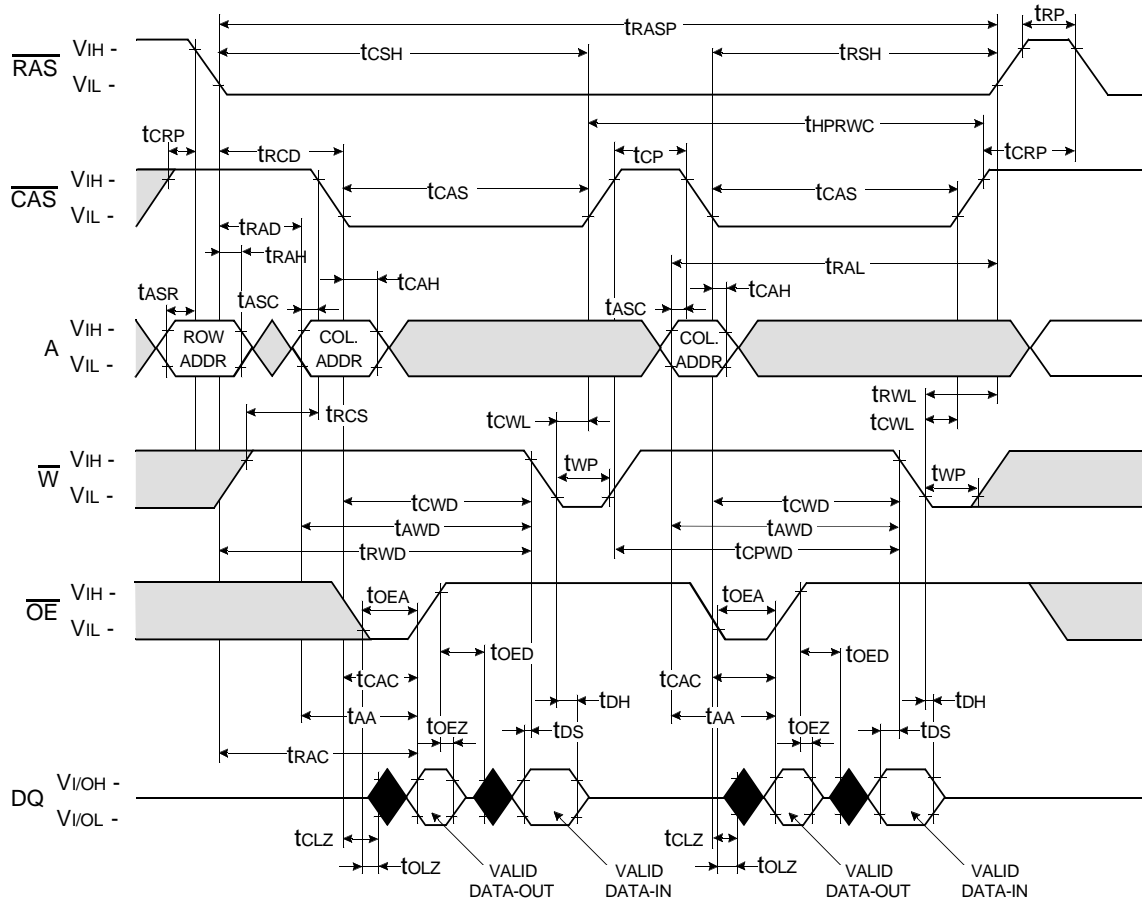 tRASP
tRP
tCSH
tRSH
RAS
VIH -
VIL -
tHPRWC
tCRP
tRCD
tCP
tCRP
CAS
VIH -
VIL -
tCAS
tCAS
tRAD
tRAH
tRAL
tCAH
tCAH
tASR
tASC
tASC
A
VIH -
VIL -
ROW
ADDR
COL.
ADDR
COL.
ADDR
tRWL
tRCS
tCWL
tCWL
W
VIH -
VIL -
tWP
tWP
tCWD
tCWD
tAWD
tAWD
tRWD
tCPWD
OE
VIH -
VIL -
tOEA
tOEA
tOED
tOED
tCAC
tCAC
tDH
tDH
tAA
tOEZ
tDS
tAA
tOEZ
tDS
tRAC
DQ
VI/OH -
VI/OL -
tCLZ
tCLZ
tOLZ
tOLZ
VALID
DATA-OUT
VALID
DATA-IN
VALID
DATA-OUT
VALID
DATA-IN